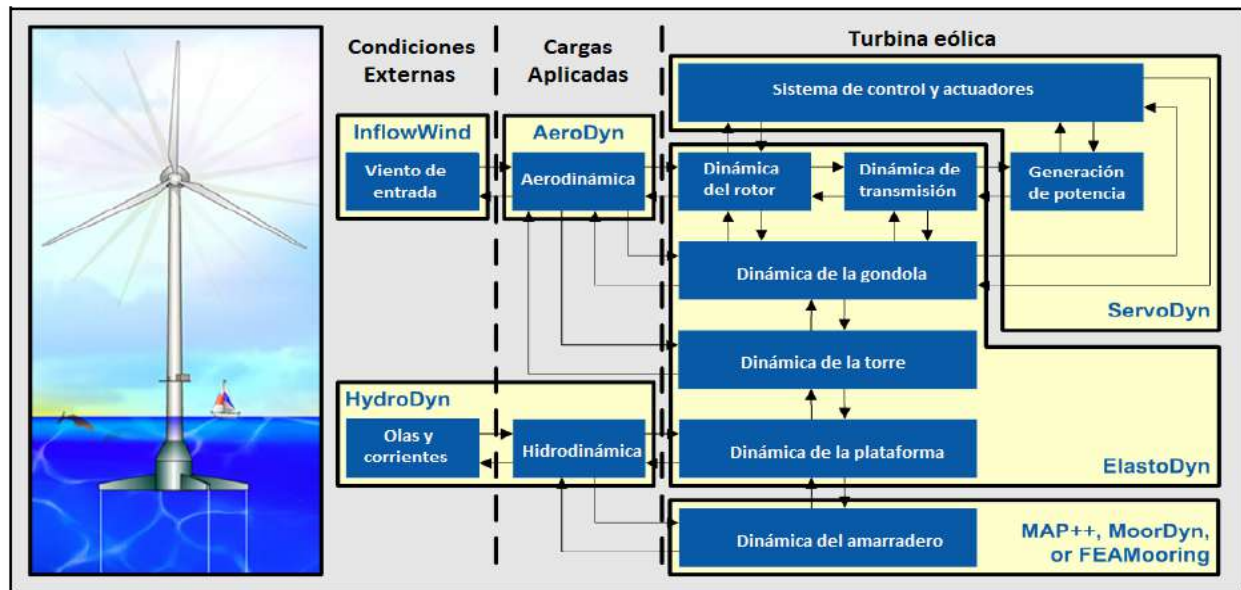 Condiciones
Externas
Cargas
Aplicadas
Turbina eólica
Sistema de control y actuadores
InflowWind
AeroDyn
Viento de
entrada
Aerodinámica
Dinámica
del rotor
Dinámica de
transmisión
Generación
de potencia
Dinámica de la gondola
ServoDyn
Dinámica de la torre
HydroDyn
Olas y
corrientes
Hidrodinámica
Dinámica de la plataforma
ElastoDyn
Dinámica del amarradero
MAP++, MoorDyn,
or FEAMooring